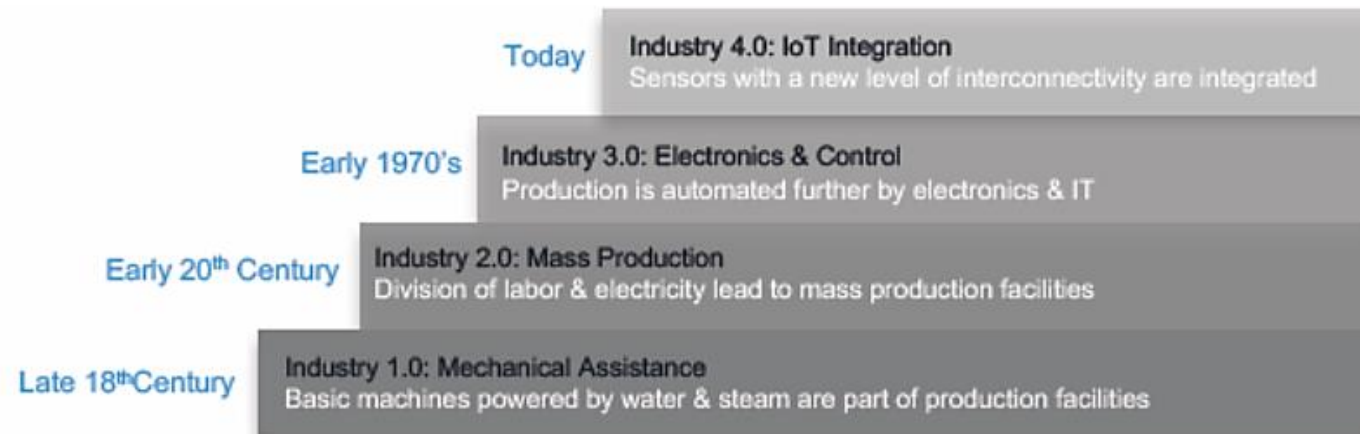 Today
Industry 4.0: IoT Integration
Sensors with a new level of interconnectivity are integrated
Early 1970's
Industry 3.0: Electronics & Control
Production is automated further by electronics & IT
Early 20th Century
Industry 2.0: Mass Production
Division of labor & electricity lead to mass production facilities
Late 18thCentury
Industry 1.0: Mechanical Assistance
Basic machines powered by water & steam are part of production facilities